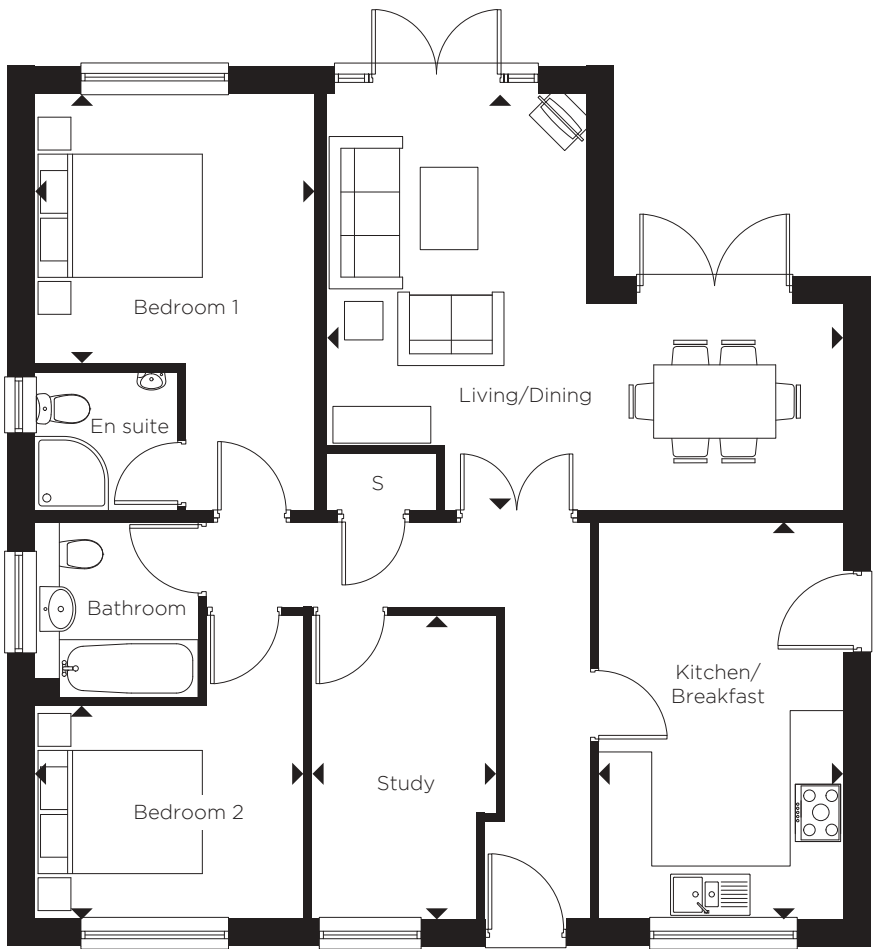 Bedroom 1
Living/Dining
En suite
S
Bathroom
Kitchen/
Breakfast
Study
Bedroom 2